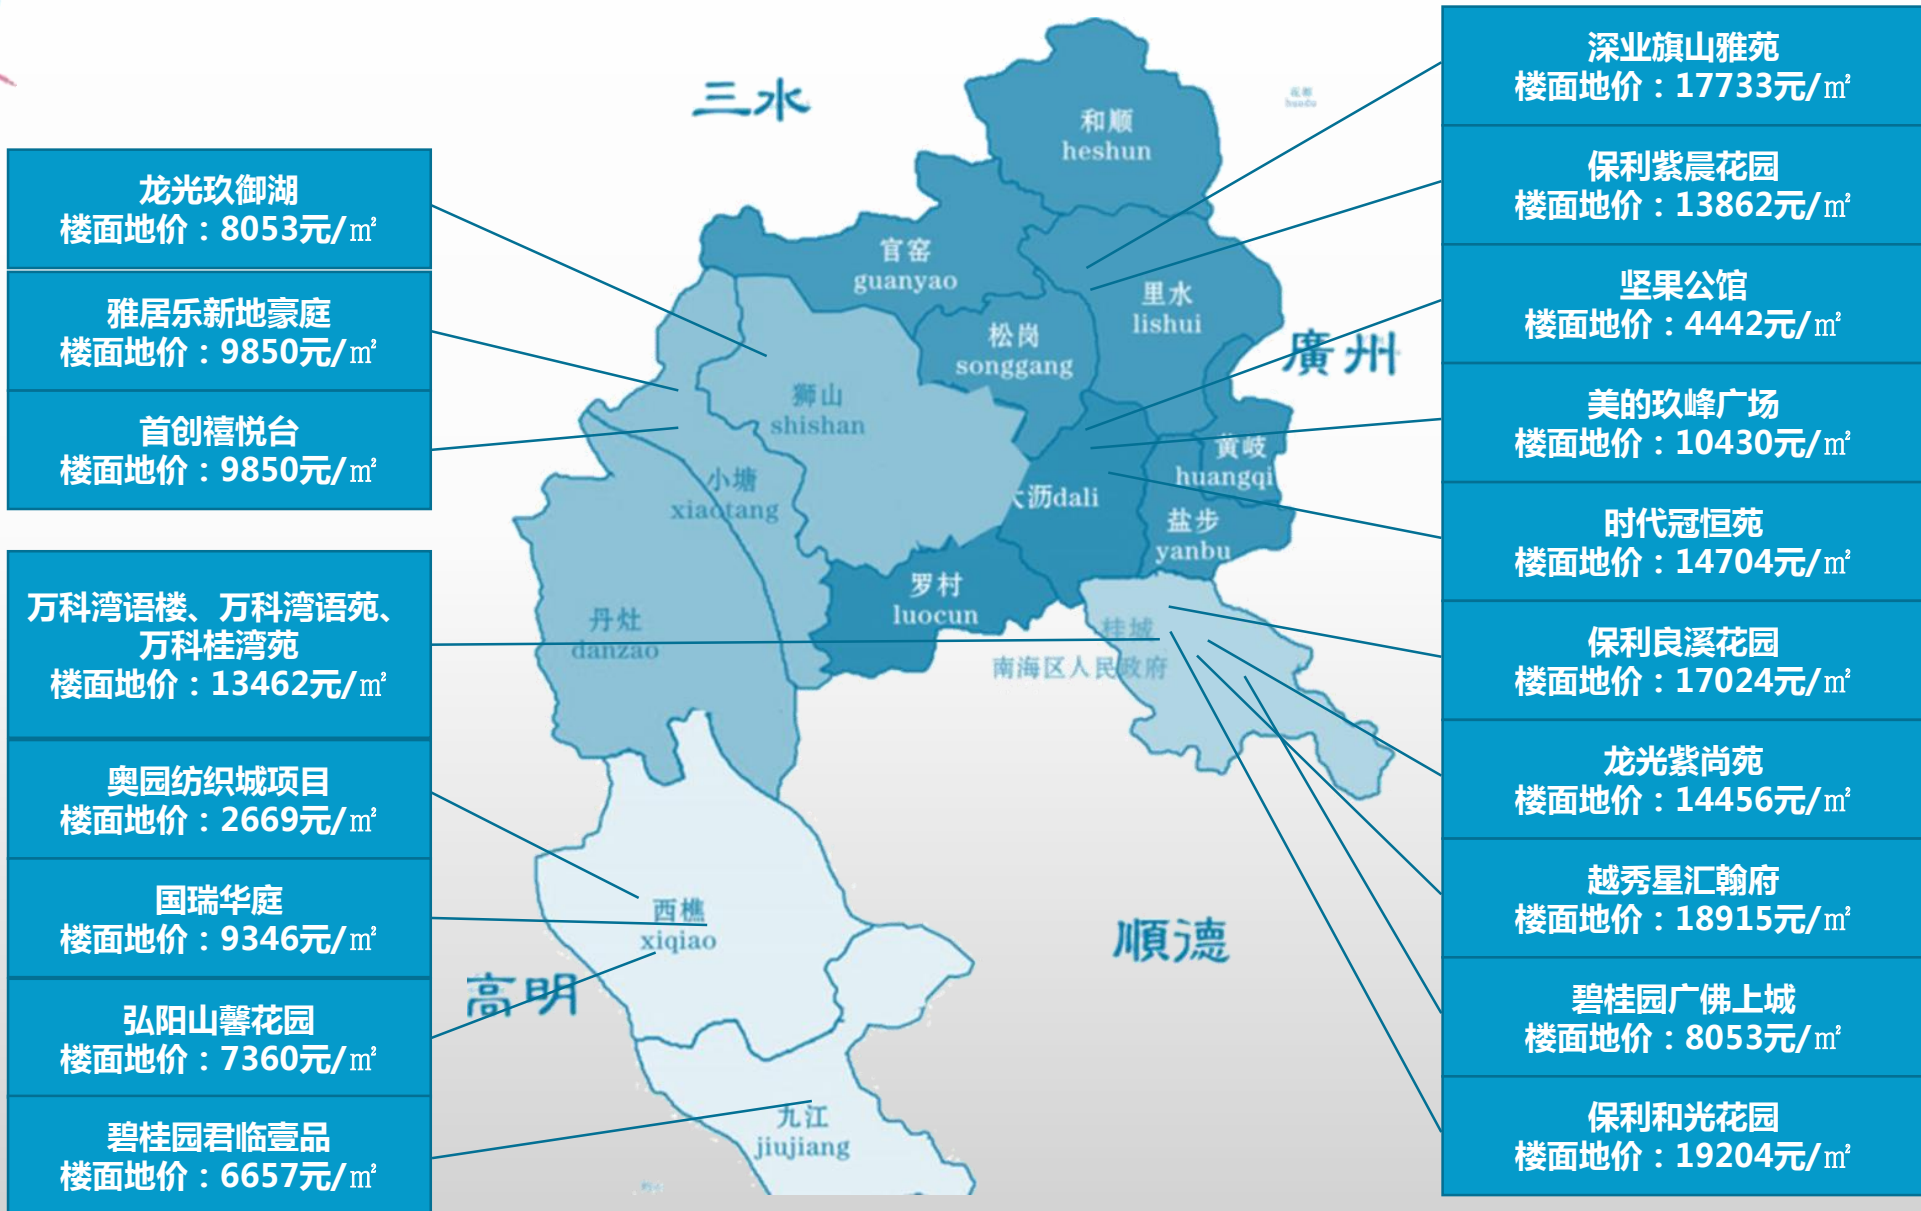 龙光玖御湖
楼面地价：8053元/㎡
雅居乐新地豪庭
楼面地价：9850元/㎡
首创禧悦台
楼面地价：9850元/㎡
万科湾语楼、万科湾语苑、
万科桂湾苑
楼面地价：13462元/㎡
奥园纺织城项目
楼面地价：2669元/㎡
国瑞华庭
楼面地价：9346元/㎡
弘阳山馨花园
楼面地价：7360元/㎡
碧桂园君临壹品
楼面地价：6657元/㎡
三水
和顺
heshun
花都
huadu
官窑
guanyao
里水
lishui
松岗
songgang
廣州
狮山
shishan
黄岐
huangqi
小塘
xiaotang
大沥dali
盐步
yanbu
罗村
luocun
丹灶
danzao
桂城
南海区人民政府
西樵
xiqiao
順德
高明
九江
jiujiang
深业旗山雅苑
楼面地价：17733元/㎡
保利紫晨花园
楼面地价：13862元/㎡
坚果公馆
楼面地价：4442元/㎡
美的玖峰广场
楼面地价：10430元/㎡
时代冠恒苑
楼面地价：14704元/㎡
保利良溪花园
楼面地价：17024元/㎡
龙光紫尚苑
楼面地价：14456元/㎡
越秀星汇翰府
楼面地价：18915元/㎡
碧桂园广佛上城
楼面地价：8053元/㎡
保利和光花园
楼面地价：19204元/㎡